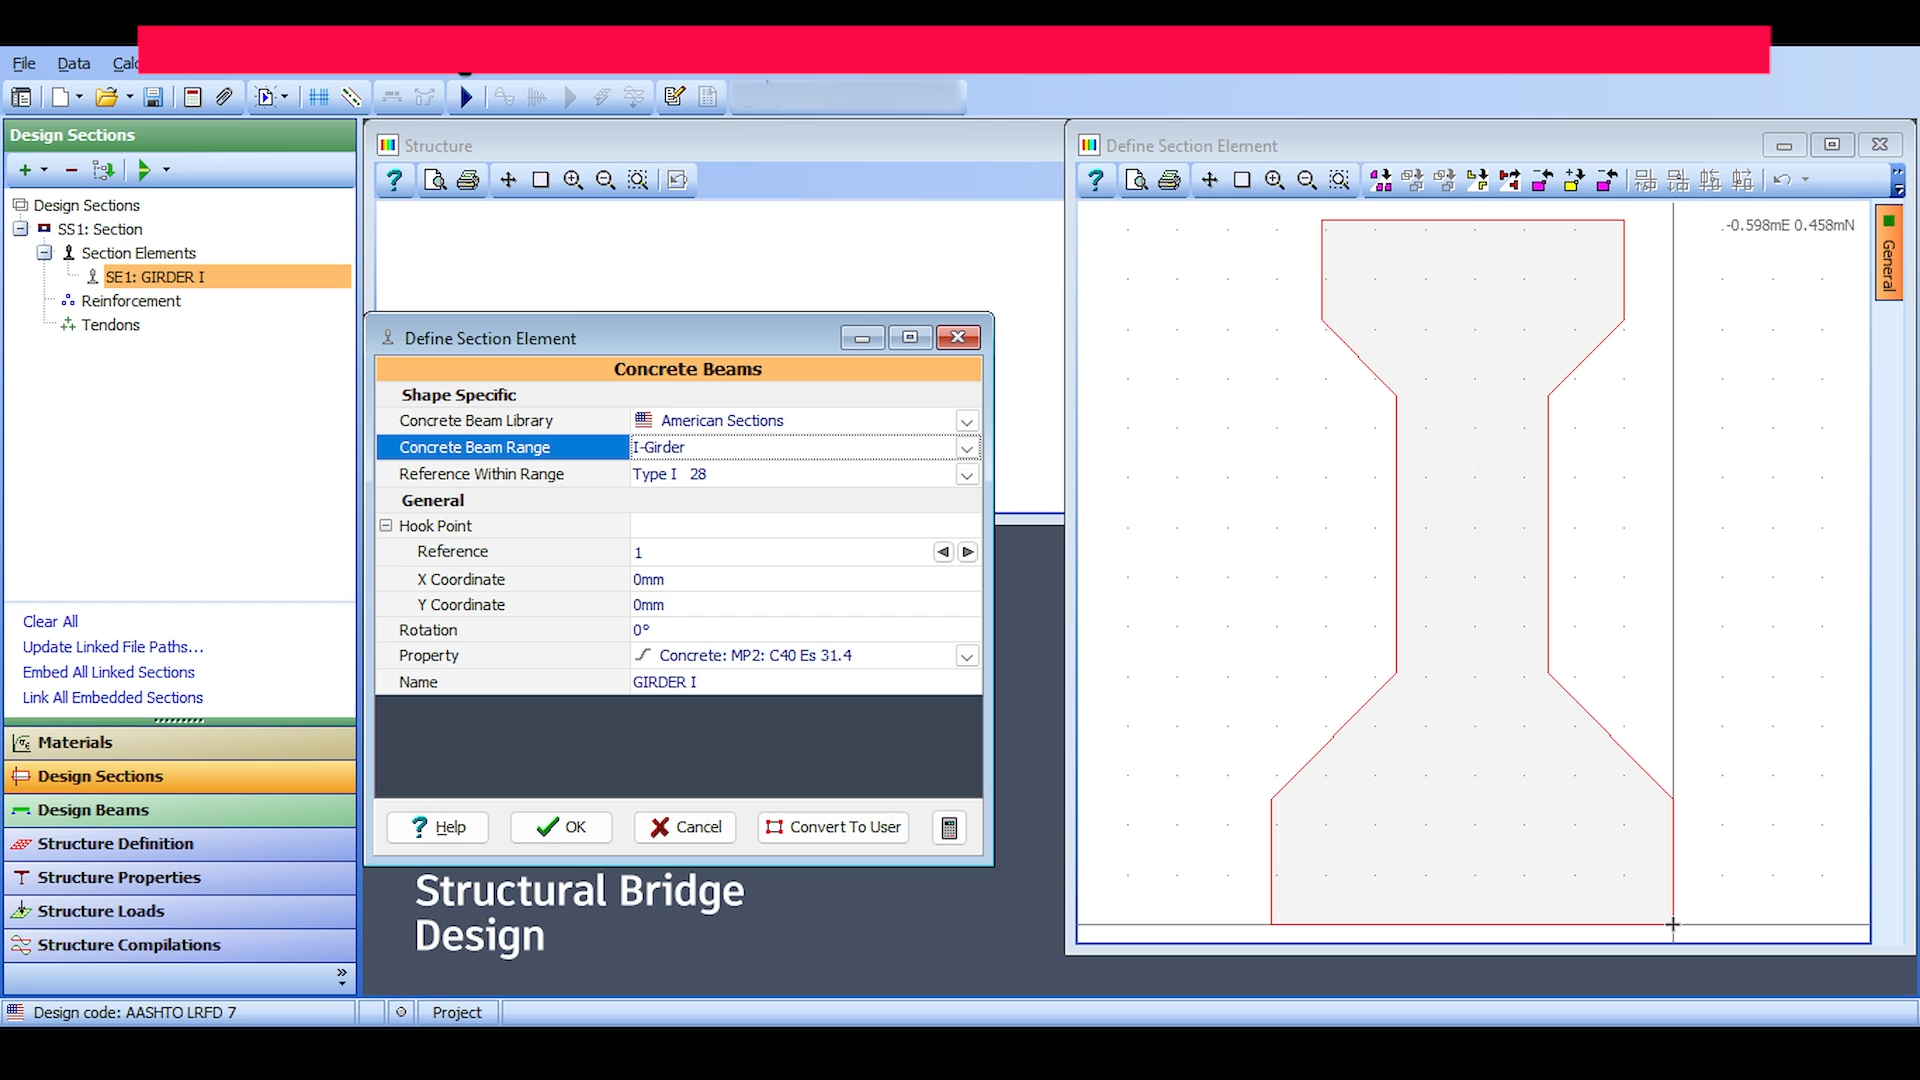 File Data Calc
Design Sections
Design Sections
SS1: Section
Section Elements
SE1: GIRDER I
Reinforcement
Tendons
Clear All
Update Linked File Paths...
Embed All Linked Sections
Link All Embedded Sections
Materials
Design Sections
Design Beams
Structure Definition
Structure Properties
Structure Loads
Structure Compilations
Structure
Define Section Element
Concrete Beams
Shape Specific
Concrete Beam Library American Sections
Concrete Beam Range I-Girder
Reference Within Range Type I 28
General
Hook Point
Reference 1
X Coordinate 0mm
Y Coordinate 0mm
Rotation 0°
Property Concrete: MP2: C40 Es 31.4
Name GIRDER I
Help OK Cancel Convert To User
Structural Bridge
Design
Define Section Element
-0.598mE 0.458mN
General
Design code: AASHTO LRFD 7 Project